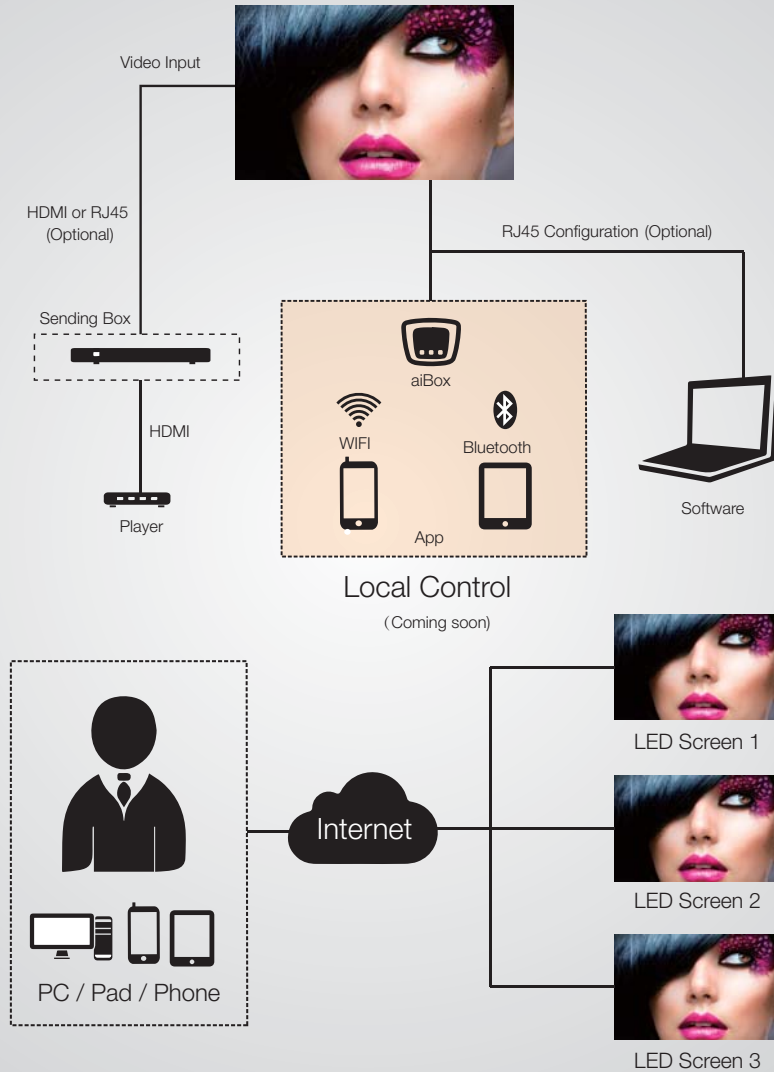 Video Input
HDMI or RJ45
(Optional)
RJ45 Configuration (Optional)
Sending Box
aiBox
HDMI
WIFI
Bluetooth
Player
Software
App
Local Control
(Coming soon)
LED Screen 1
Internet
LED Screen 2
PC / Pad / Phone
LED Screen 3